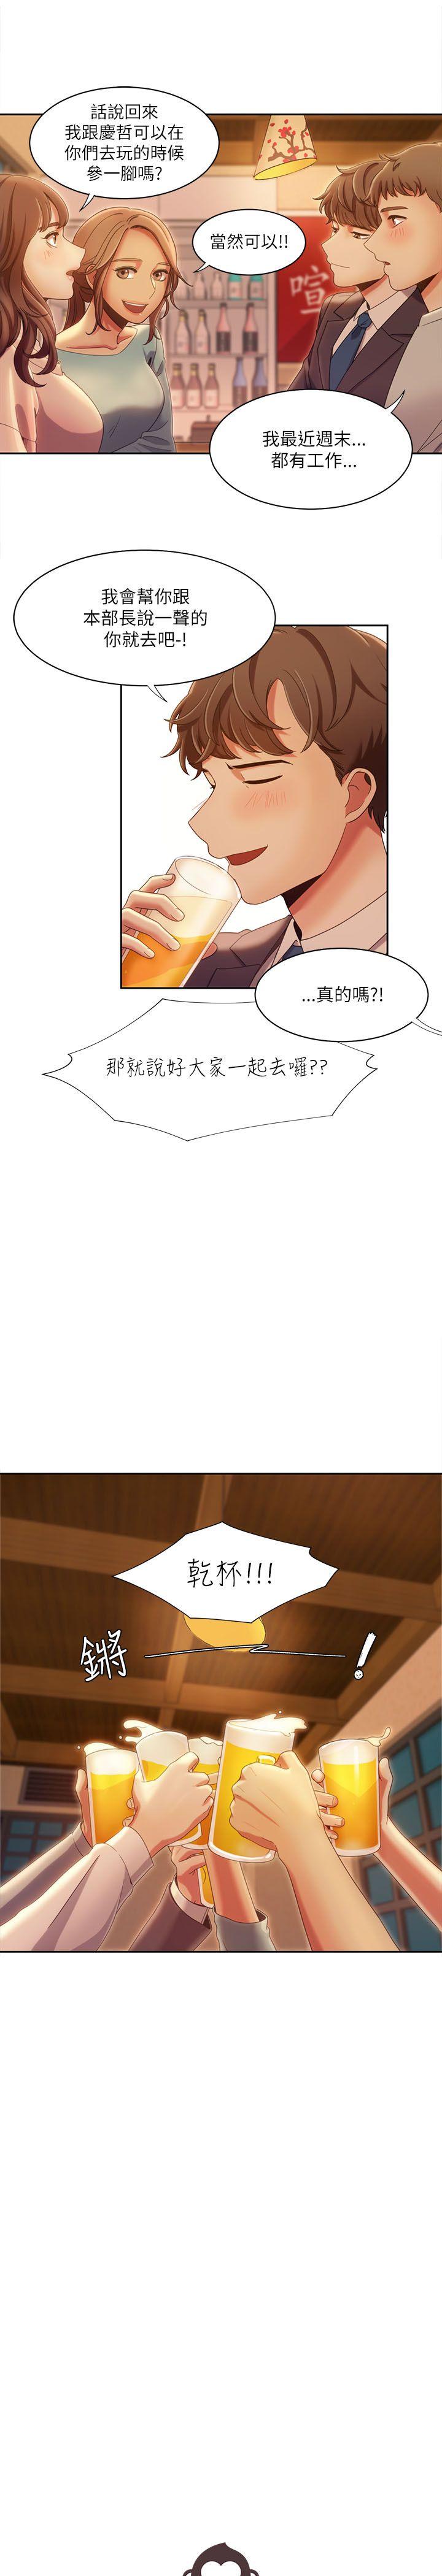 話說回來
我跟慶哲可以在
你們去玩的時候
參一腳嗎?
當然可以!!
喧
我最近週末...
都有工作...
我會幫你跟
本部長說一聲的
你就去吧-!
...真的嗎?!
那就說好大家一起去囉??
乾杯!!!
鏘
!